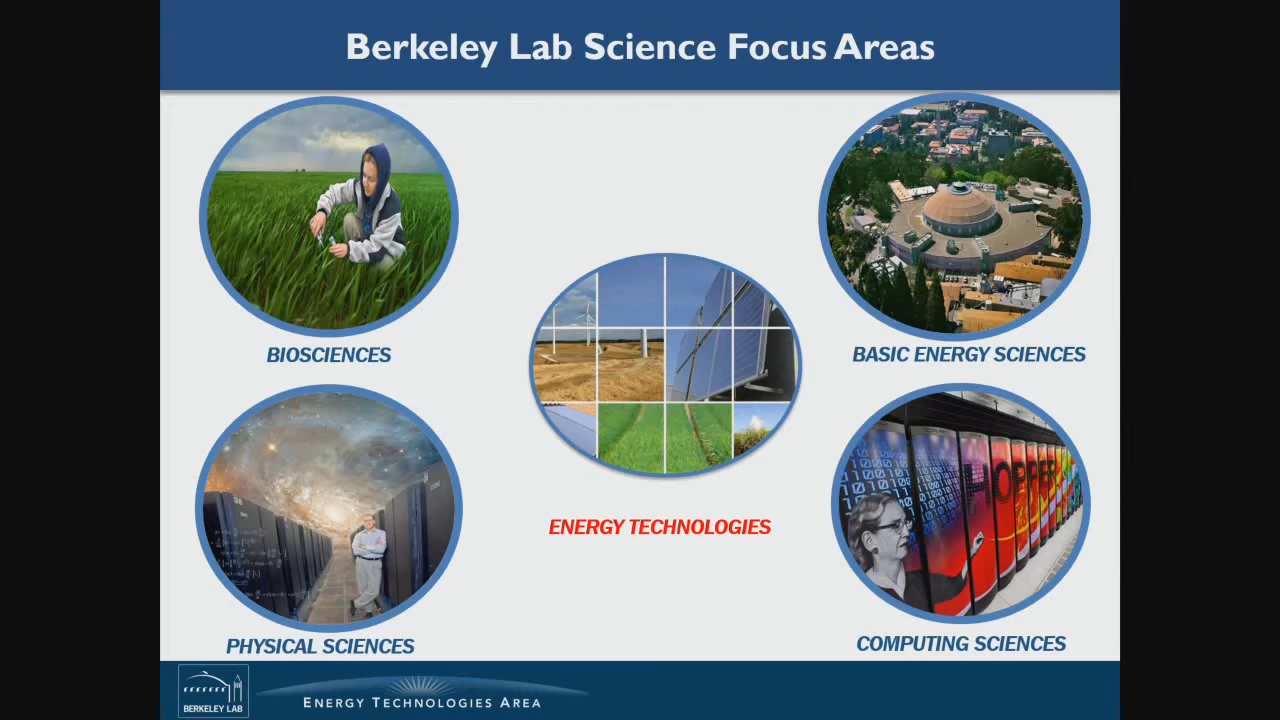 Berkeley Lab Science Focus Areas
BIOSCIENCES
BASIC ENERGY SCIENCES
HOPPER
ENERGY TECHNOLOGIES
PHYSICAL SCIENCES
COMPUTING SCIENCES
BERKELEY LAB
ENERGY TECHNOLOGIES AREA